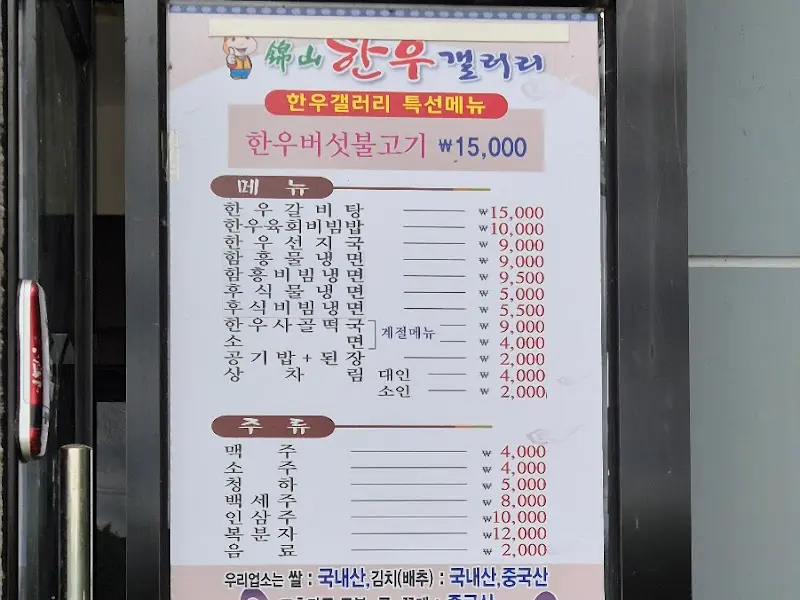 錦山 한우 갤러리
한우갤러리 특선메뉴
한우버섯불고기 ₩15,000
메 뉴
한우갈비탕 ₩15,000
한우육회비빔밥 ₩10,000
한우선지국 ₩9,000
함흥물냉면 ₩9,000
함흥비빔냉면 ₩9,500
후식물냉면 ₩5,000
후식비빔냉면 ₩5,500
한우사골떡국 계절메뉴 ₩9,000
소면 ₩4,000
공기밥+된장 ₩2,000
상차림 대인 ₩4,000
소인 ₩2,000
주 류
맥주 ₩4,000
소주 ₩4,000
청하 ₩5,000
백세주 ₩8,000
인삼주 ₩10,000
복분자 ₩12,000
음료 ₩2,000
우리업소는 쌀 : 국내산,김치(배추) : 국내산,중국산